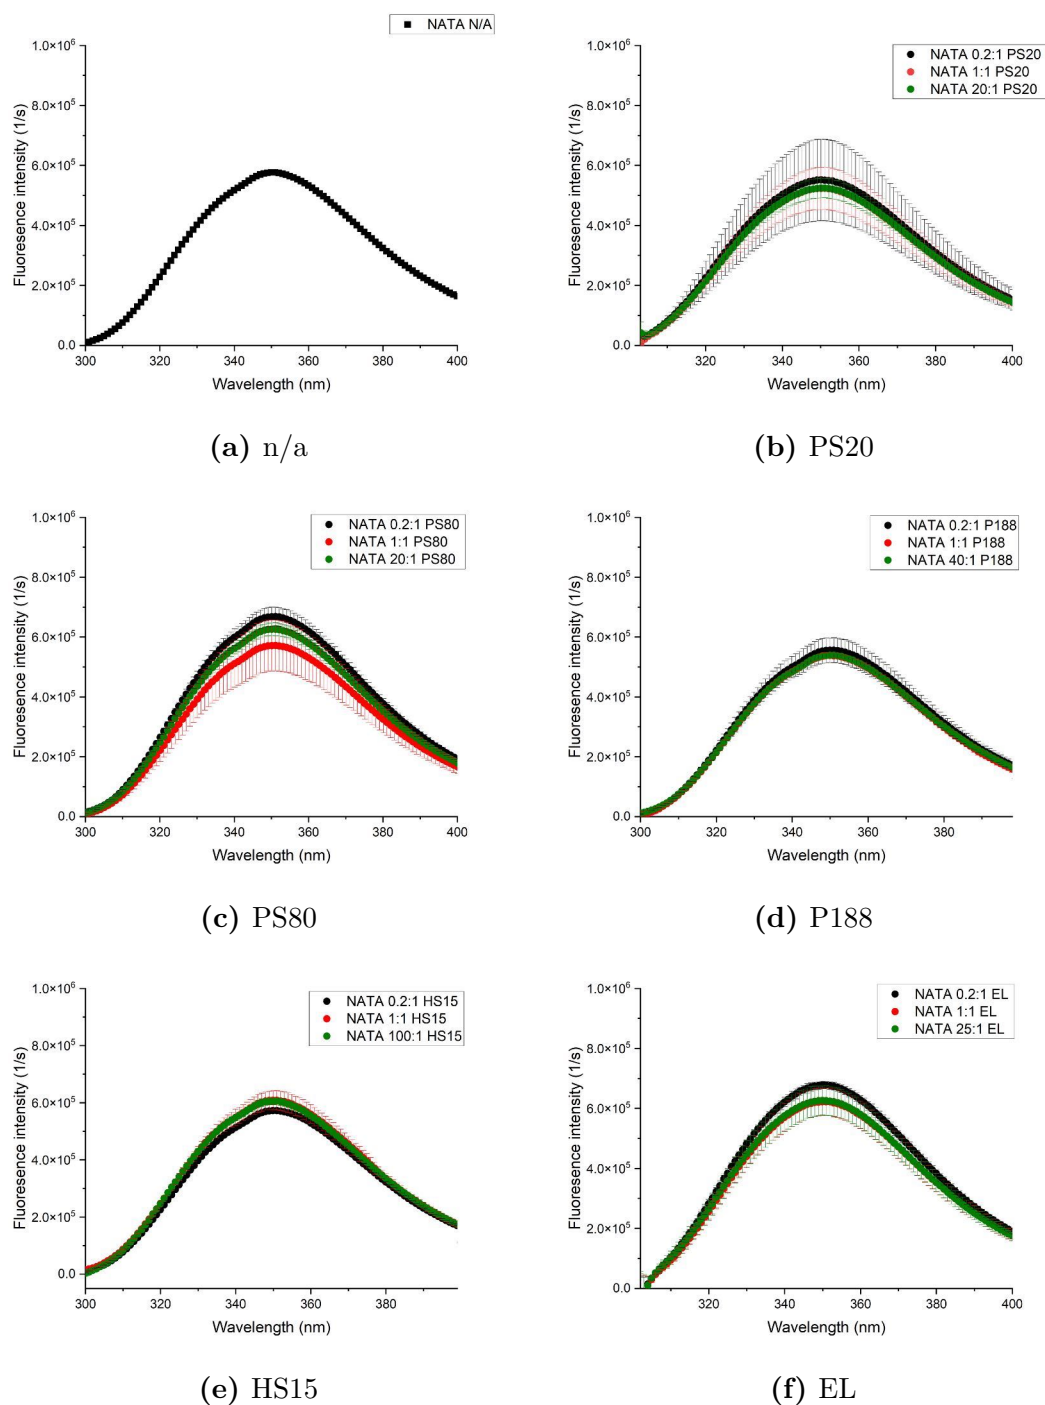 NATA N/A
1.0×10⁶
8.0×10⁵
6.0×10⁵
4.0×10⁵
2.0×10⁵
0.0
Fluoresence intensity (1/s)
300 320 340 360 380 400
Wavelength (nm)
(a) n/a
NATA 0.2:1 PS20
NATA 1:1 PS20
NATA 20:1 PS20
1.0×10⁶
8.0×10⁵
6.0×10⁵
4.0×10⁵
2.0×10⁵
0.0
Fluoresence intensity (1/s)
320 340 360 380 400
Wavelength (nm)
(b) PS20
NATA 0.2:1 PS80
NATA 1:1 PS80
NATA 20:1 PS80
1.0×10⁶
8.0×10⁵
6.0×10⁵
4.0×10⁵
2.0×10⁵
0.0
Fluoresence intensity (1/s)
300 320 340 360 380 400
Wavelength (nm)
(c) PS80
NATA 0.2:1 P188
NATA 1:1 P188
NATA 40:1 P188
1.0×10⁶
8.0×10⁵
6.0×10⁵
4.0×10⁵
2.0×10⁵
0.0
Fluoresence intensity (1/s)
300 320 340 360 380
Wavelength (nm)
(d) P188
NATA 0.2:1 HS15
NATA 1:1 HS15
NATA 100:1 HS15
1.0×10⁶
8.0×10⁵
6.0×10⁵
4.0×10⁵
2.0×10⁵
0.0
Fluoresence intensity (1/s)
300 320 340 360 380
Wavelength (nm)
(e) HS15
NATA 0.2:1 EL
NATA 1:1 EL
NATA 25:1 EL
1.0×10⁶
8.0×10⁵
6.0×10⁵
4.0×10⁵
2.0×10⁵
0.0
Fluoresence intensity (1/s)
320 340 360 380 400
Wavelength (nm)
(f) EL